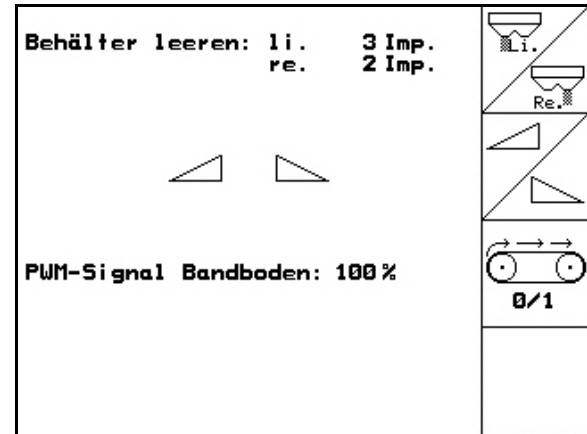 Behälter leeren: li. 3 Imp.
re. 2 Imp.
PWM-Signal Bandboden: 100 %
Li.
Re.
0/1